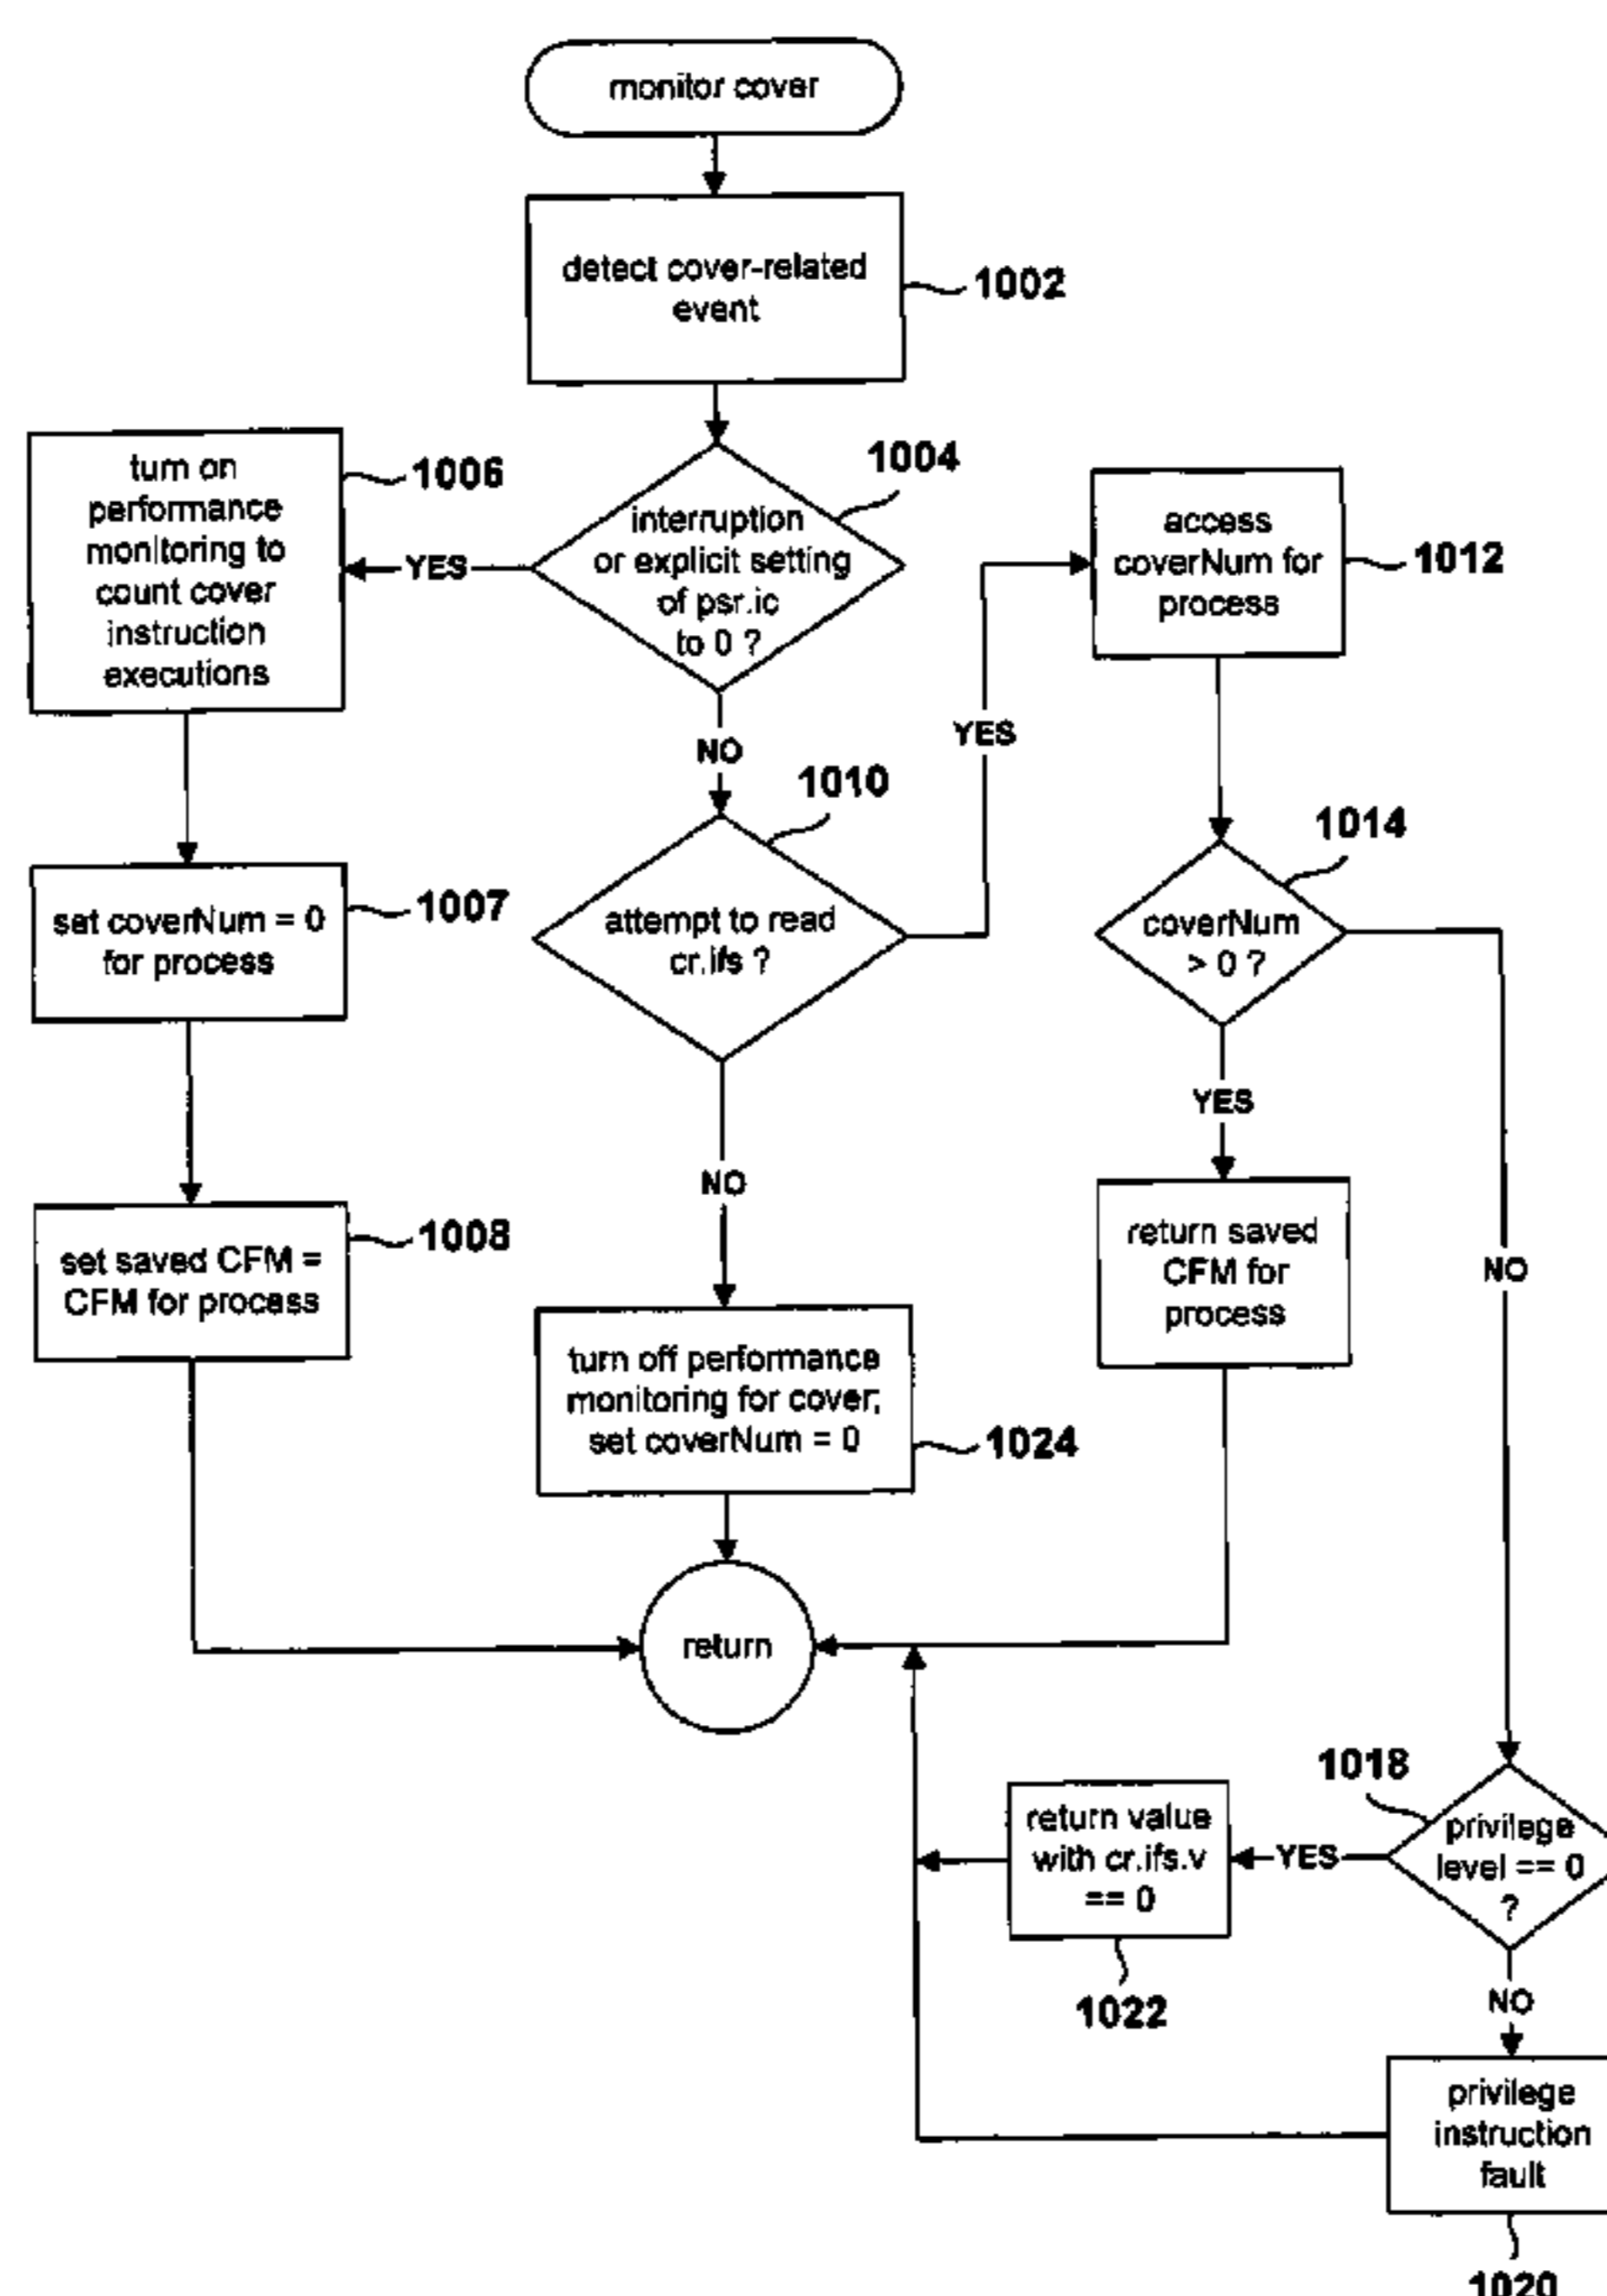 monitor cover
detect cover-related
event
1002
interruption
or explicit setting
of psr.ic
to 0 ?
1004
YES
turn on
performance
monitoring to
count cover
instruction
executions
1006
set coverNum = 0
for process
1007
set saved CFM =
CFM for process
1008
NO
attempt to read
cr.ifs ?
1010
YES
access
coverNum for
process
1012
coverNum
> 0 ?
1014
YES
return saved
CFM for
process
NO
NO
turn off performance
monitoring for cover;
set coverNum = 0
1024
return
1018
privilege
level == 0
?
YES
return value
with cr.ifs.v
== 0
1022
NO
privilege
instruction
fault
1020